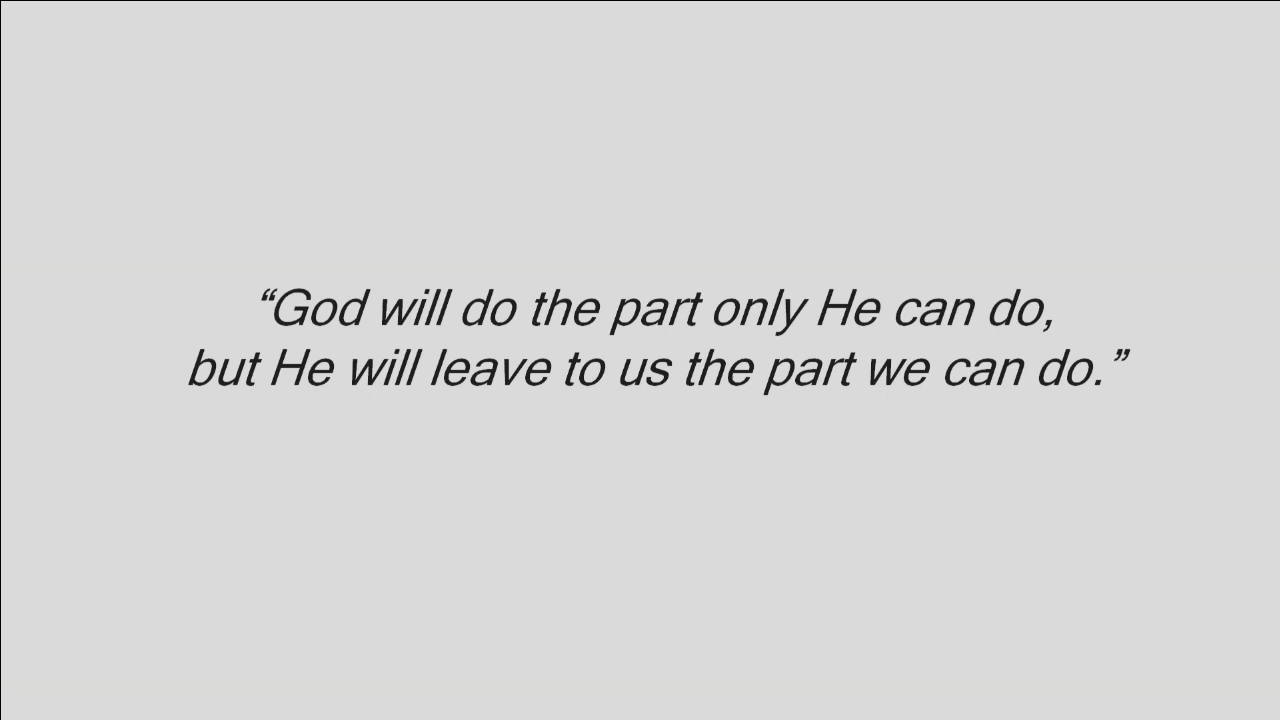 “God will do the part only He can do,
but He will leave to us the part we can do.”